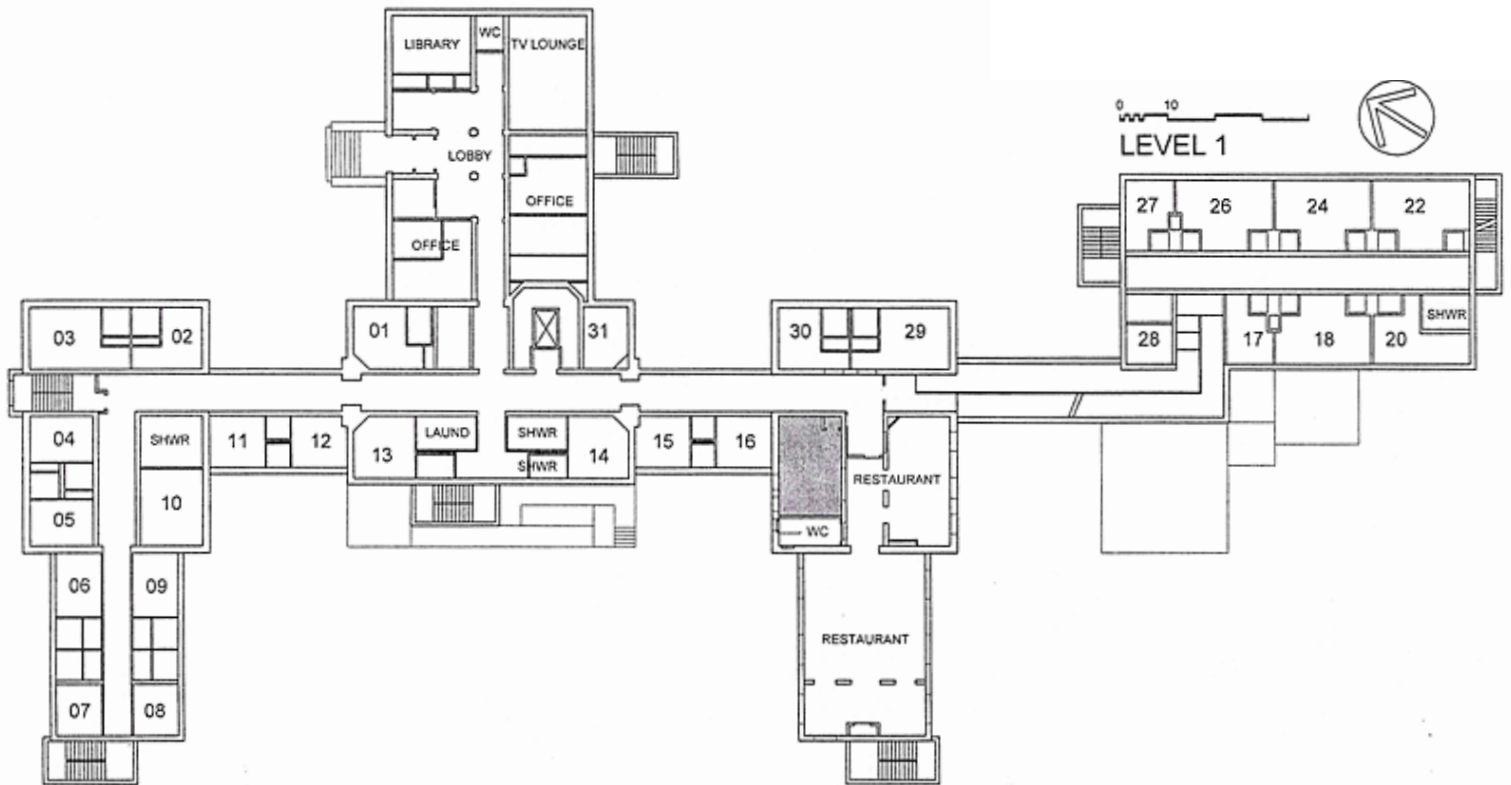 LIBRARY
WC
TV LOUNGE
0 10
LEVEL 1
LOBBY
OFFICE
OFFICE
27
26
24
22
03
02
01
31
30
29
28
17
18
20
SHWR
04
SHWR
11
12
13
LAUND
SHWR
SHWR
14
15
16
RESTAURANT
05
10
WC
06
09
RESTAURANT
07
08